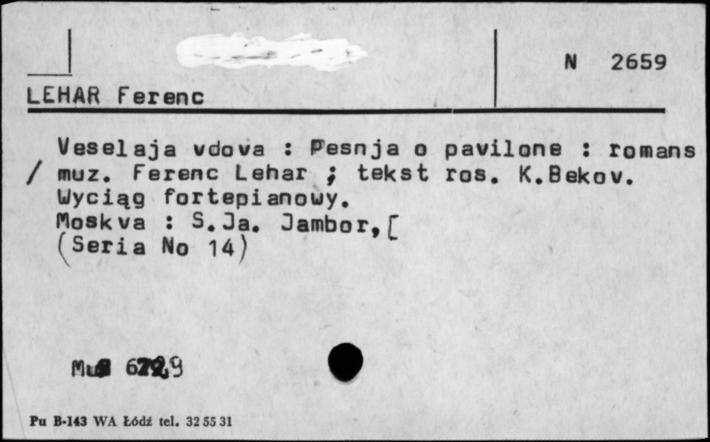 N 2659
LEHAR Ferenc
Veselaja vdova : Pesnja o pavilone : romans
/ muz. Ferenc Lehar ; tekst ros. K.Bekov.
Wyciąg fortepianowy.
Moskva : S.Ja. Jambor,[
(Seria No 14)
Mus
Pu B-143 WA Łódź tel. 32 55 31